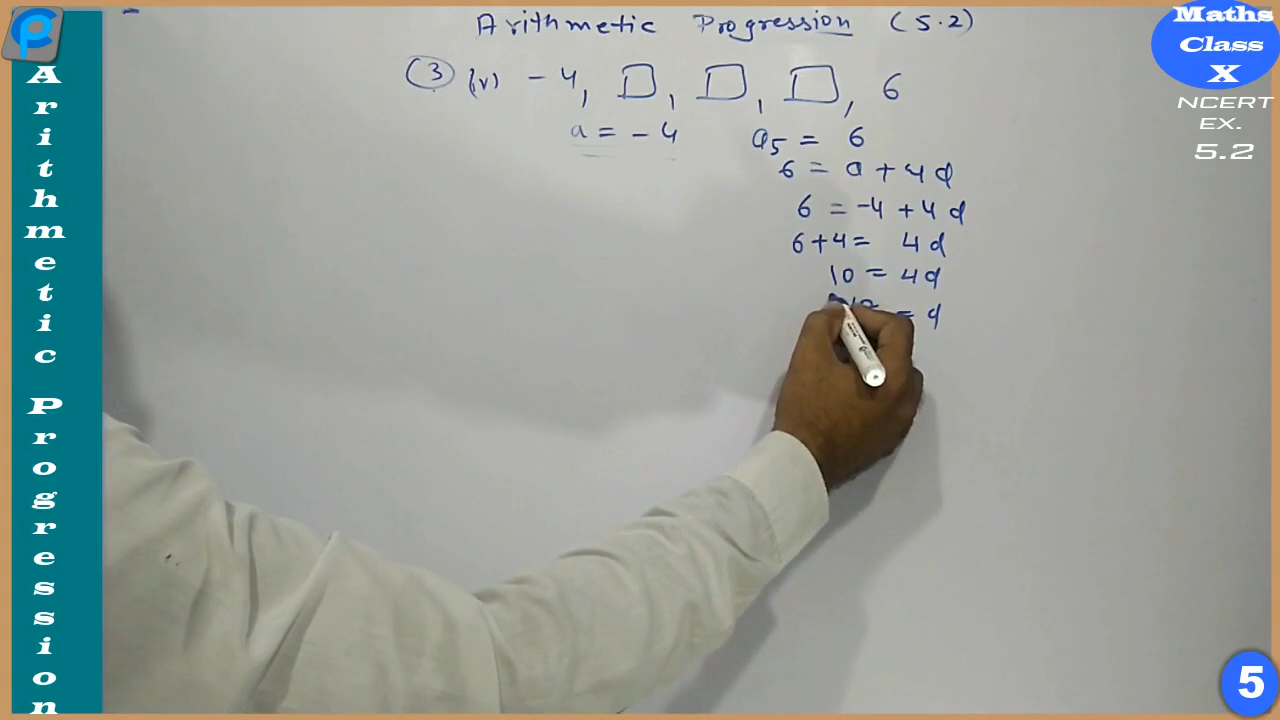 Arithmetic Progression (5.2)
(3) (iv) -4, □, □, □, 6
a = -4
a₅ = 6
6 = a + 4d
6 = -4 + 4d
6+4 = 4d
10 = 4d
= d
Arithmetic Progression
Maths
Class
X
NCERT
EX.
5.2
5